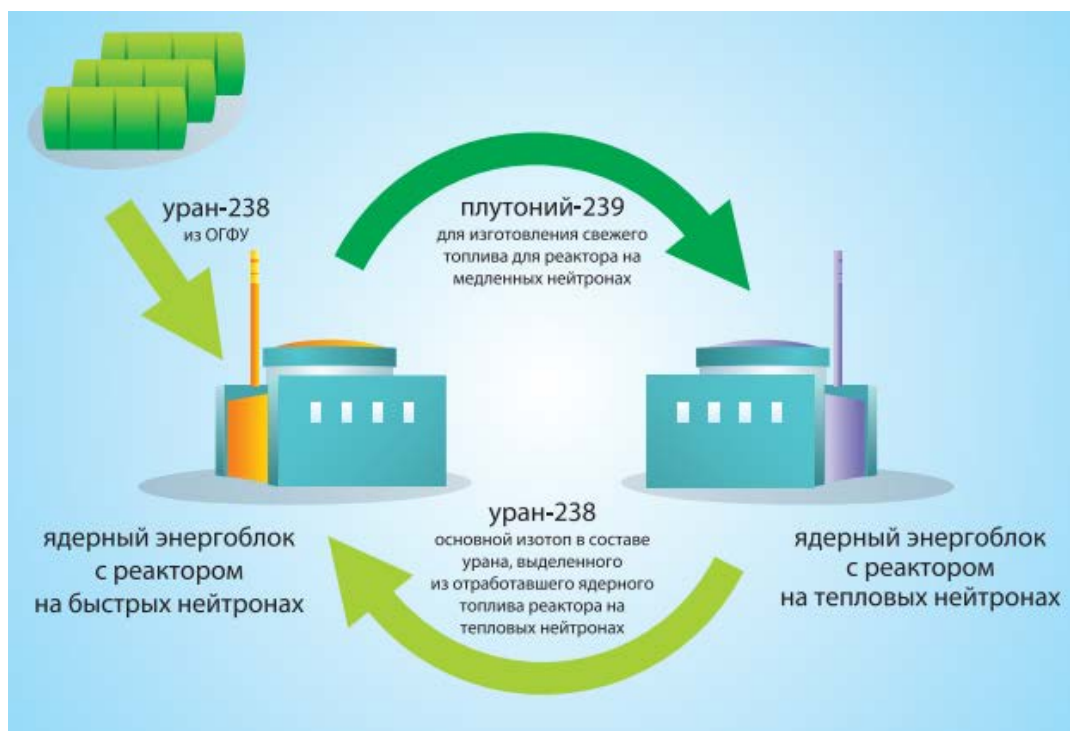 уран-238
из ОГФУ
плутоний-239
для изготовления свежего
топлива для реактора на
медленных нейтронах
уран-238
основной изотоп в составе
урана, выделенного
из отработавшего ядерного
топлива реактора на
тепловых нейтронах
ядерный энергоблок
с реактором
на быстрых нейтронах
ядерный энергоблок
с реактором
на тепловых нейтронах